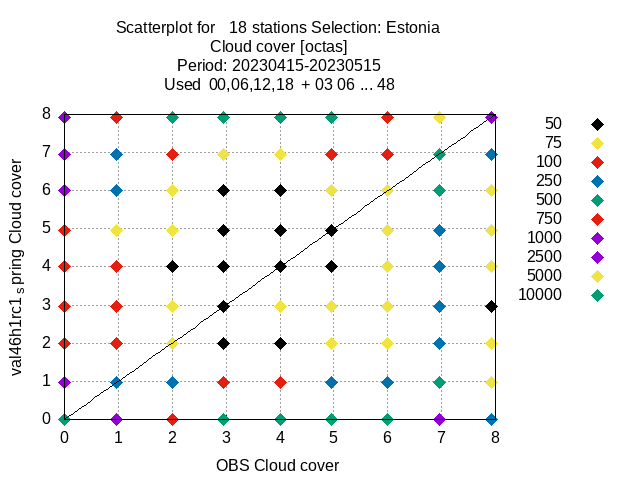 Scatterplot for 18 stations Selection: Estonia
Cloud cover [octas]
Period: 20230415-20230515
Used 00,06,12,18 + 03 06 ... 48
8
7
6
5
4
3
2
1
0
val46h1rc1 s pring Cloud cover
0 1 2 3 4 5 6 7 8
OBS Cloud cover
50
75
100
250
500
750
1000
2500
5000
10000